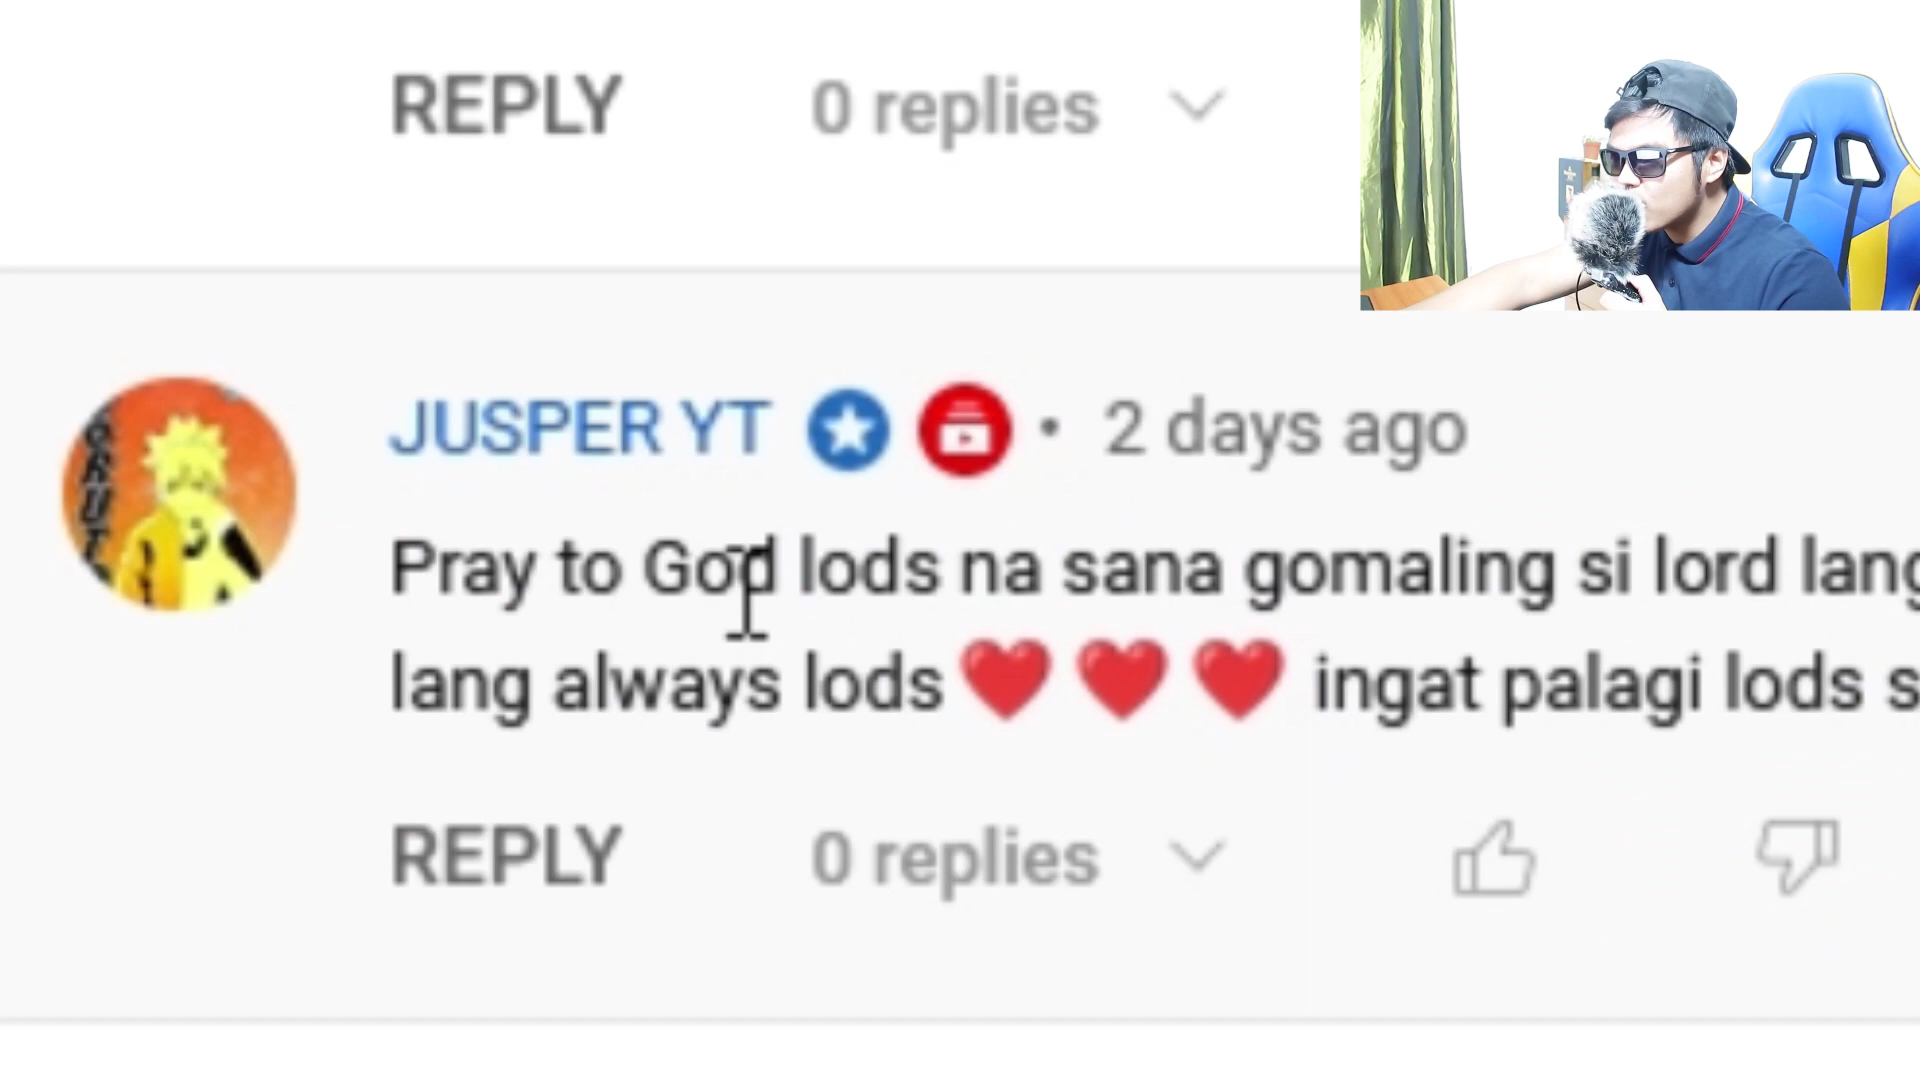 REPLY 0 replies
JUSPER YT • 2 days ago
Pray to God lods na sana gomaling si lord lang
lang always lods❤️❤️❤️ ingat palagi lods s
REPLY 0 replies